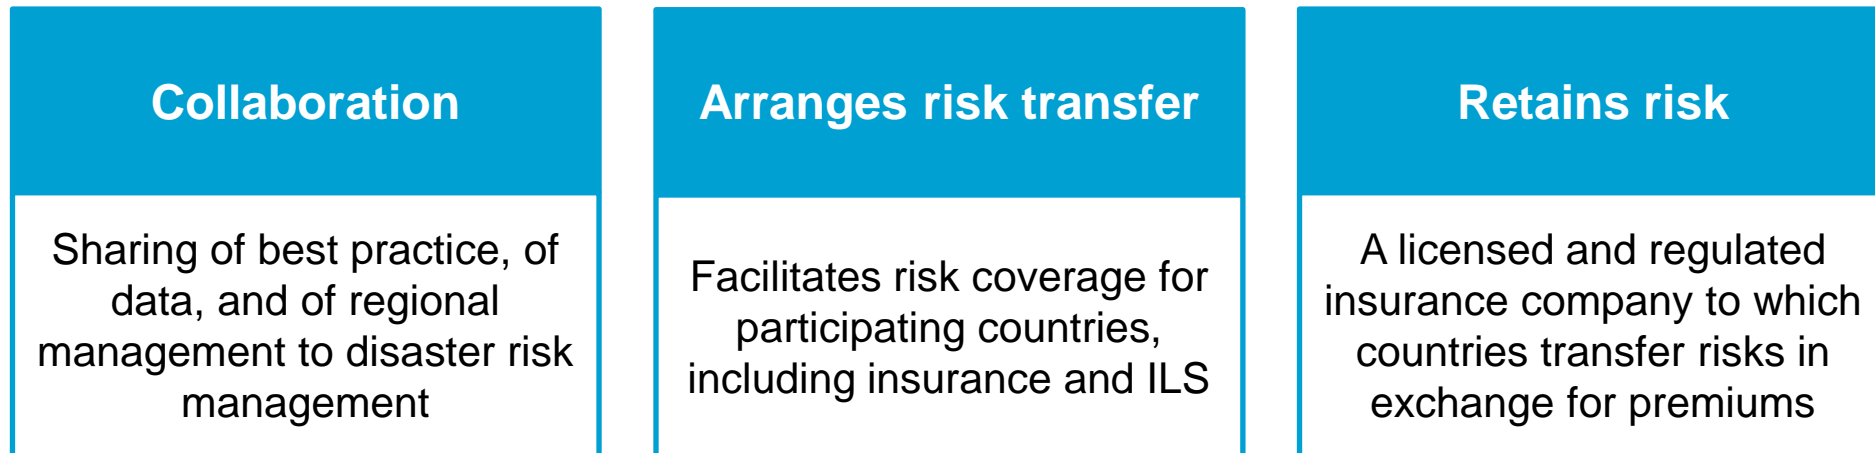 Collaboration
Sharing of best practice, of
data, and of regional
management to disaster risk
management
Arranges risk transfer
Facilitates risk coverage for
participating countries,
including insurance and ILS
Retains risk
A licensed and regulated
insurance company to which
countries transfer risks in
exchange for premiums